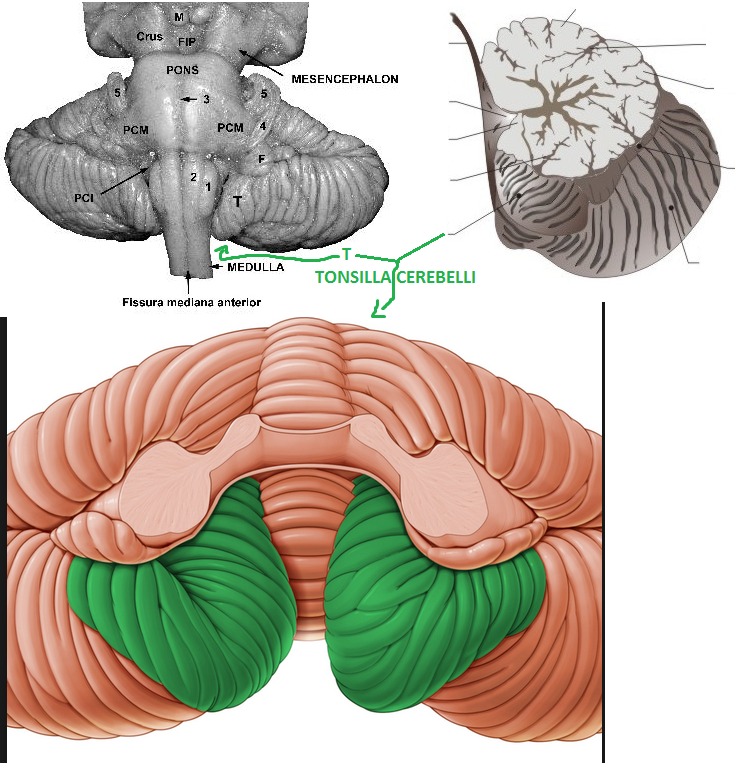 M
Crus
FIP
MESENCEPHALON
PONS
5
5
3
PCM
PCM
4
F
PCI
2
1
T
MEDULLA
T
TONSILLA CEREBELLI
Fissura mediana anterior